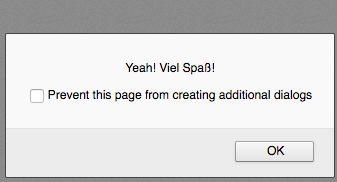 Yeah! Viel Spaß!
Prevent this page from creating additional dialogs
OK